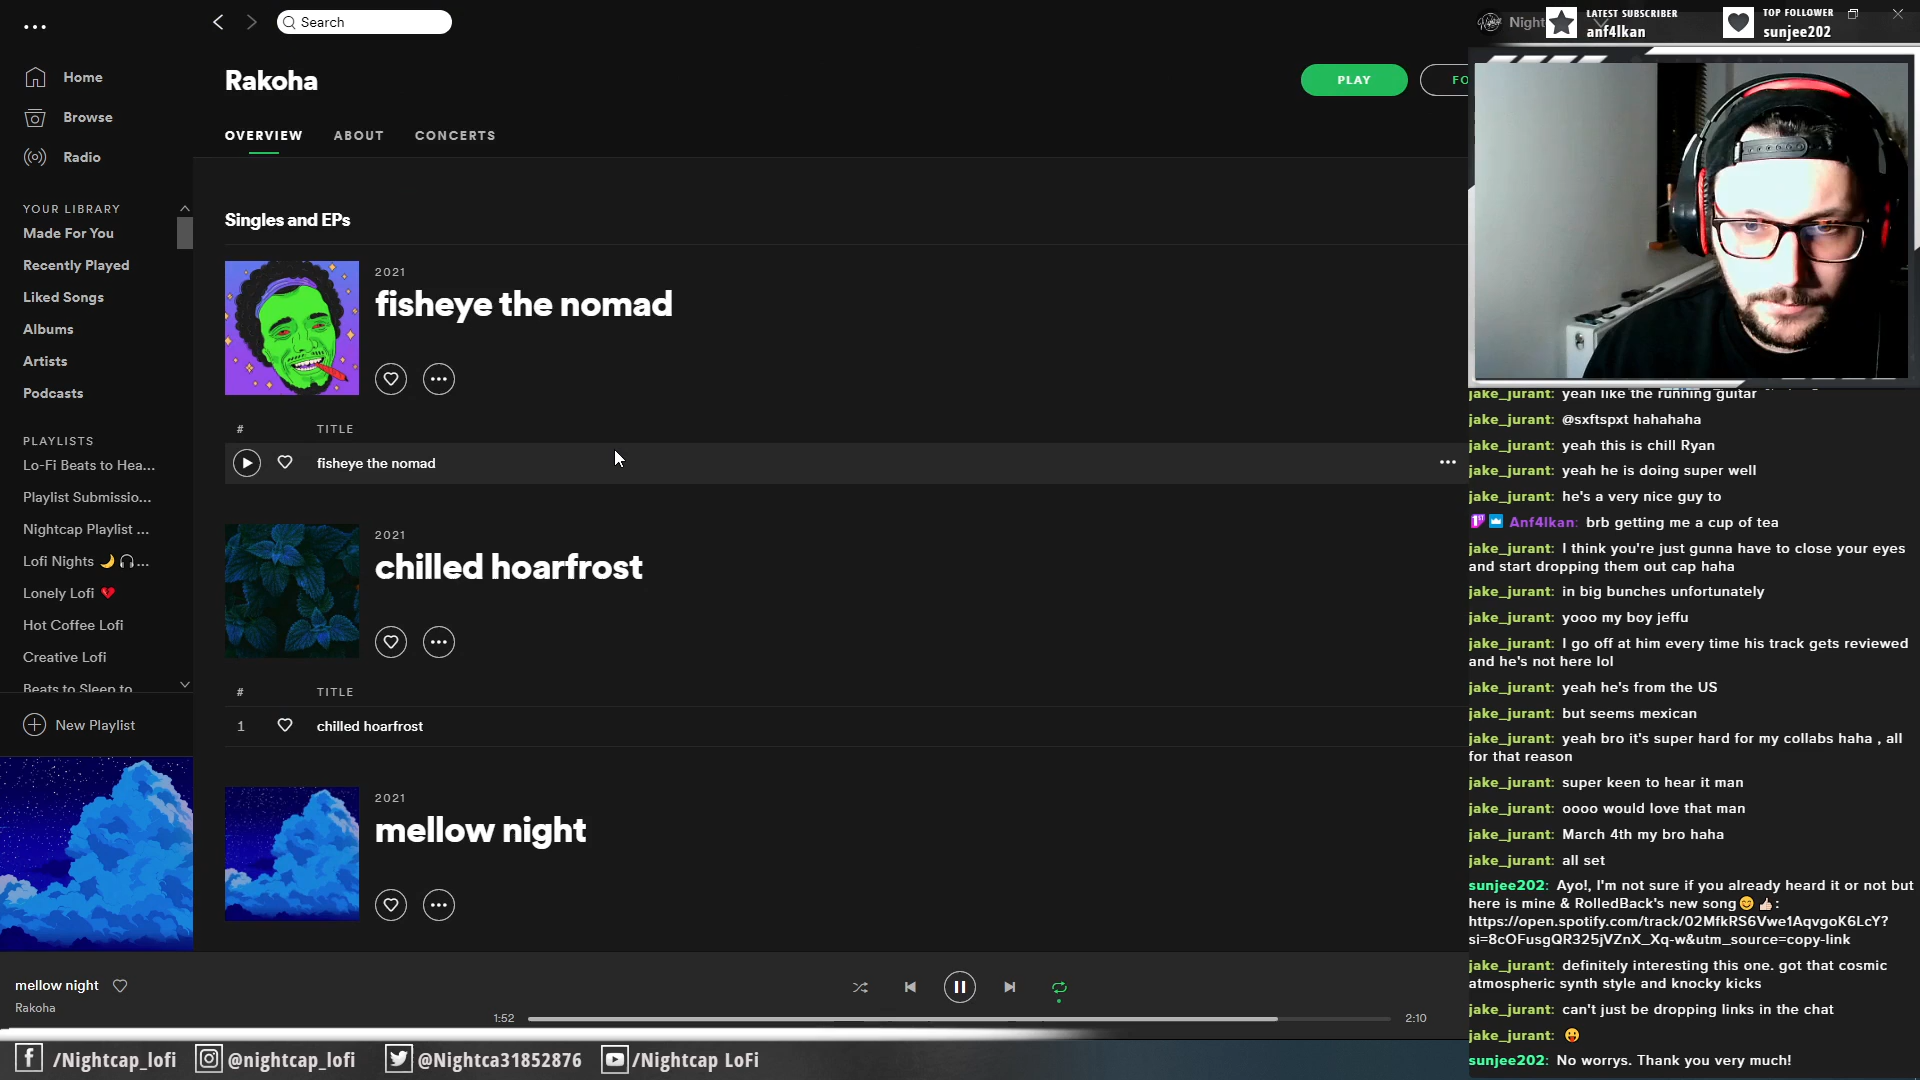 Search
Home
Browse
Radio
YOUR LIBRARY
Made For You
Recently Played
Liked Songs
Albums
Artists
Podcasts
PLAYLISTS
Lo-Fi Beats to Hea...
Playlist Submissio...
Nightcap Playlist ...
Lofi Nights 🌙🎧...
Lonely Lofi 💔
Hot Coffee Lofi
Creative Lofi
Beats to Sleep to
New Playlist
Rakoha
PLAY
FO
OVERVIEW
ABOUT
CONCERTS
Singles and EPs
2021
fisheye the nomad
# TITLE
fisheye the nomad
2021
chilled hoarfrost
# TITLE
1 chilled hoarfrost
2021
mellow night
mellow night
Rakoha
1:52
2:10
/Nightcap_lofi
@nightcap_lofi
@Nightca31852876
/Nightcap LoFi
Night
LATEST SUBSCRIBER
anf4lkan
TOP FOLLOWER
sunjee202
jake_jurant: yeah like the running guitar
jake_jurant: @sxftspxt hahahaha
jake_jurant: yeah this is chill Ryan
jake_jurant: yeah he is doing super well
jake_jurant: he's a very nice guy to
Anf4lkan: brb getting me a cup of tea
jake_jurant: I think you're just gunna have to close your eyes
and start dropping them out cap haha
jake_jurant: in big bunches unfortunately
jake_jurant: yooo my boy jeffu
jake_jurant: I go off at him every time his track gets reviewed
and he's not here lol
jake_jurant: yeah he's from the US
jake_jurant: but seems mexican
jake_jurant: yeah bro it's super hard for my collabs haha , all
for that reason
jake_jurant: super keen to hear it man
jake_jurant: oooo would love that man
jake_jurant: March 4th my bro haha
jake_jurant: all set
sunjee202: Ayo!, I'm not sure if you already heard it or not but
here is mine & RolledBack's new song😊👍🏻:
https://open.spotify.com/track/02MfkRS6Vwe1AqvgoK6LcY?
si=8cOFusgQR325jVZnX_Xq-w&utm_source=copy-link
jake_jurant: definitely interesting this one. got that cosmic
atmospheric synth style and knocky kicks
jake_jurant: can't just be dropping links in the chat
jake_jurant: 😛
sunjee202: No worrys. Thank you very much!